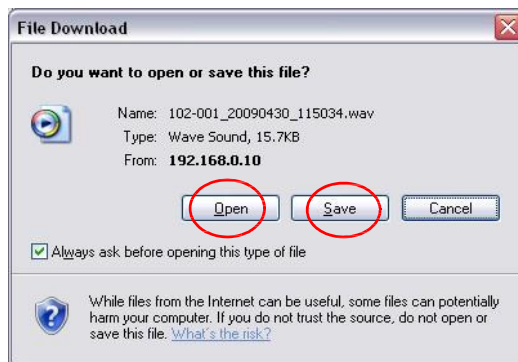 File Download
Do you want to open or save this file?
Name: 102-001_20090430_115034.wav
Type: Wave Sound, 15.7KB
From: 192.168.0.10
Open Save Cancel
Always ask before opening this type of file
While files from the Internet can be useful, some files can potentially
harm your computer. If you do not trust the source, do not open or
save this file. What's the risk?